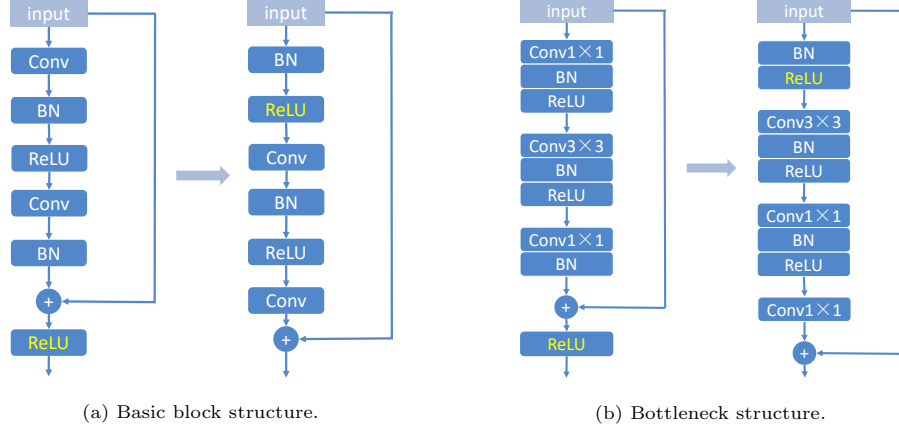 input
Conv
BN
ReLU
Conv
BN
+
ReLU
input
BN
ReLU
Conv
BN
ReLU
Conv
+
(a) Basic block structure.
input
Conv1×1
BN
ReLU
Conv3×3
BN
ReLU
Conv1×1
BN
+
ReLU
input
BN
ReLU
Conv3×3
BN
ReLU
Conv1×1
BN
ReLU
Conv1×1
+
(b) Bottleneck structure.